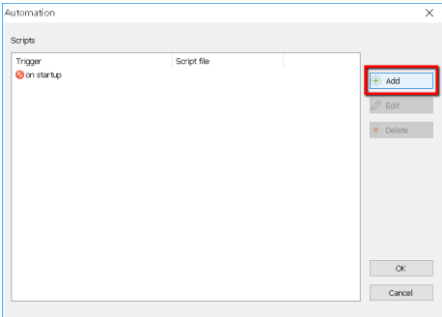 Automation
Scripts
Trigger Script file
on startup
Add
Edit
Delete
OK
Cancel